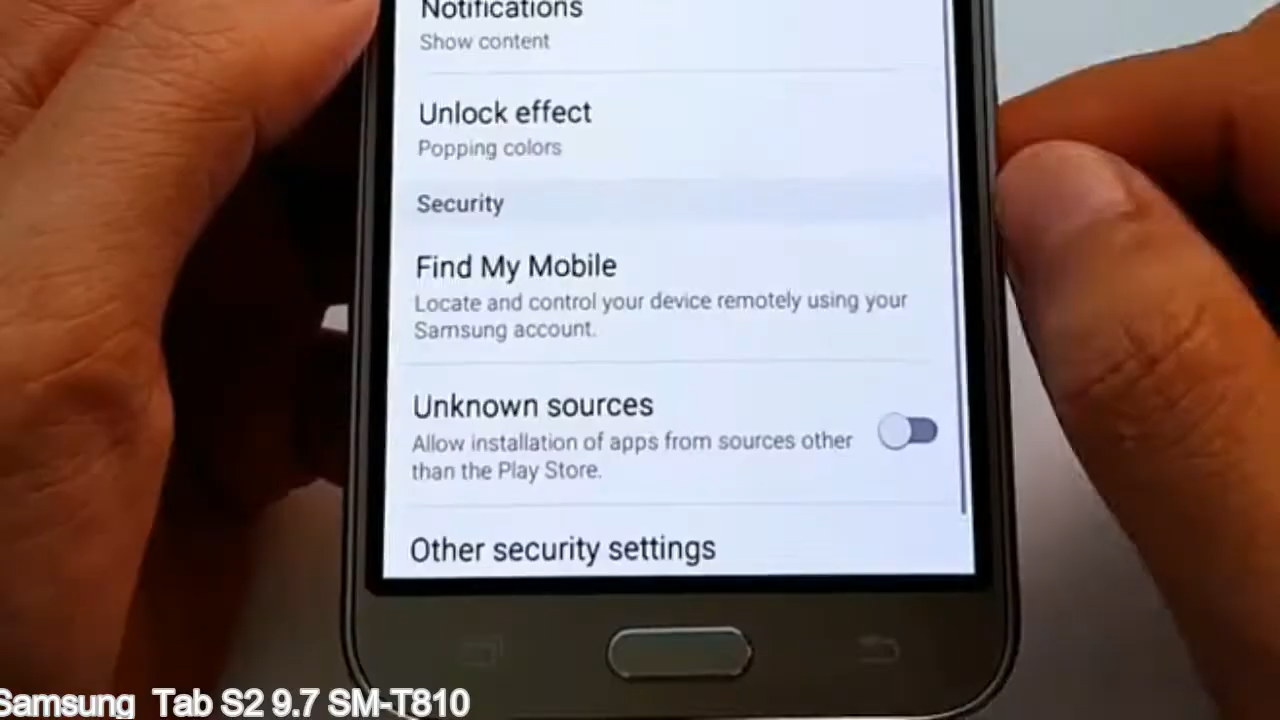 Notifications
Show content
Unlock effect
Popping colors
Security
Find My Mobile
Locate and control your device remotely using your
Samsung account.
Unknown sources
Allow installation of apps from sources other
than the Play Store.
Other security settings
Samsung Tab S2 9.7 SM-T810